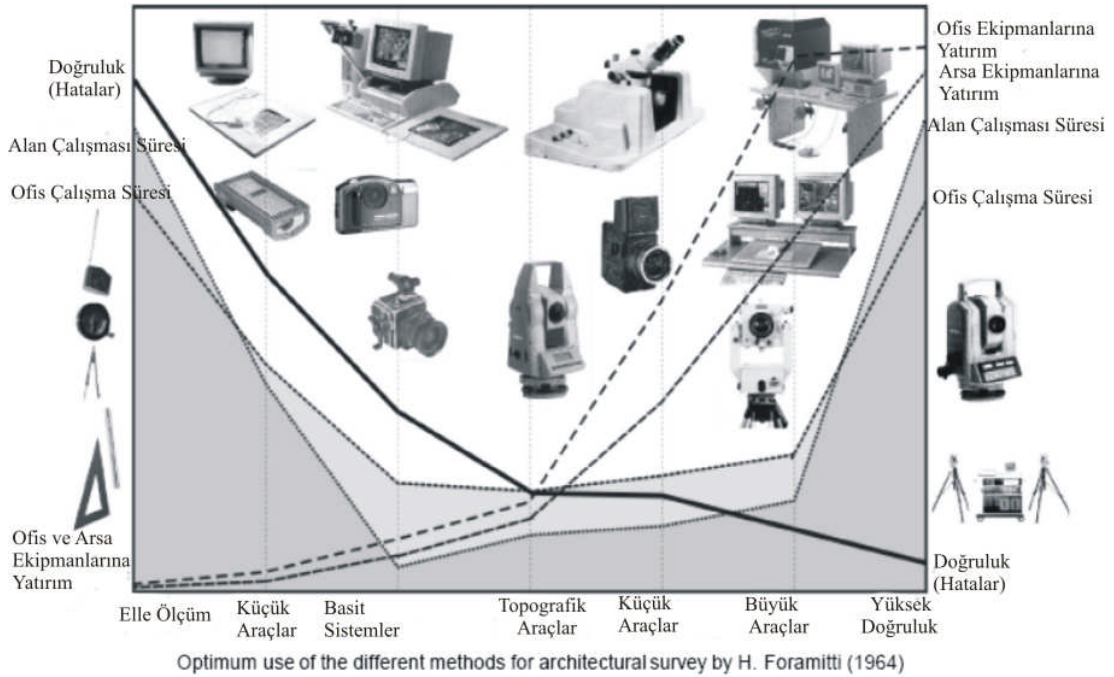 Doğruluk
(Hatalar)
Alan Çalışması Süresi
Ofis Çalışma Süresi
Ofis ve Arsa
Ekipmanlarına
Yatırım
Ofis Ekipmanlarına
Yatırım
Arsa Ekipmanlarına
Yatırım
Alan Çalışması Süresi
Ofis Çalışma Süresi
Doğruluk
(Hatalar)
Elle Ölçüm
Küçük
Araçlar
Basit
Sistemler
Topografik
Araçlar
Küçük
Araçlar
Büyük
Araçlar
Yüksek
Doğruluk
Optimum use of the different methods for architectural survey by H. Foramitti (1964)